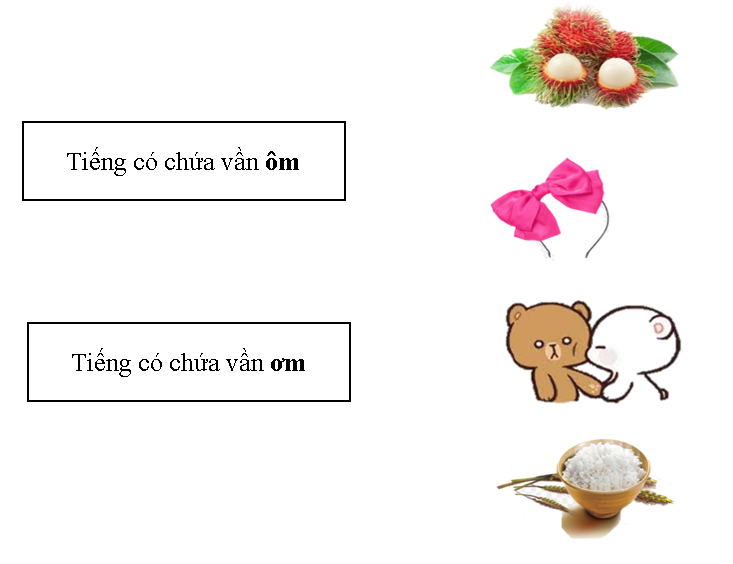 Tiếng có chứa vần ôm
Tiếng có chứa vần ơm